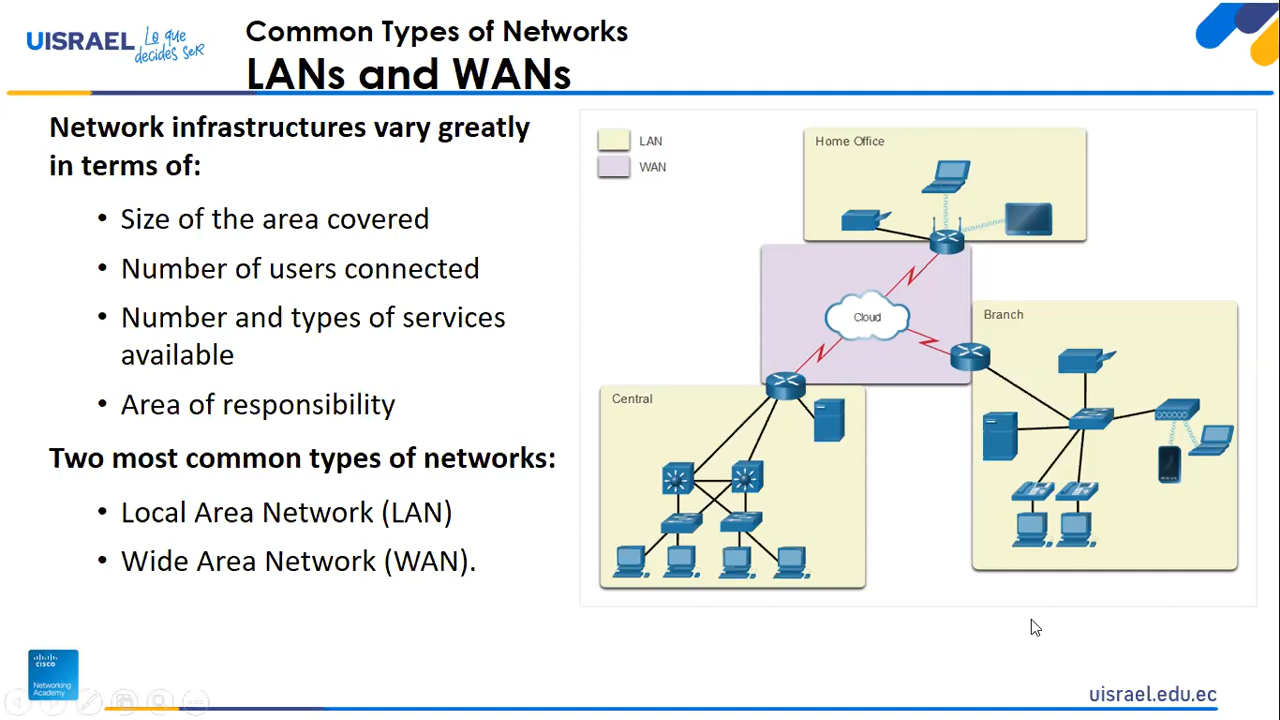 UISRAEL
Lo que
decides seR
Common Types of Networks
LANs and WANs
Network infrastructures vary greatly
in terms of:
• Size of the area covered
• Number of users connected
• Number and types of services
available
• Area of responsibility
Two most common types of networks:
• Local Area Network (LAN)
• Wide Area Network (WAN).
LAN
WAN
Home Office
Cloud
Branch
Central
CISCO
Networking
Academy
uisrael.edu.ec